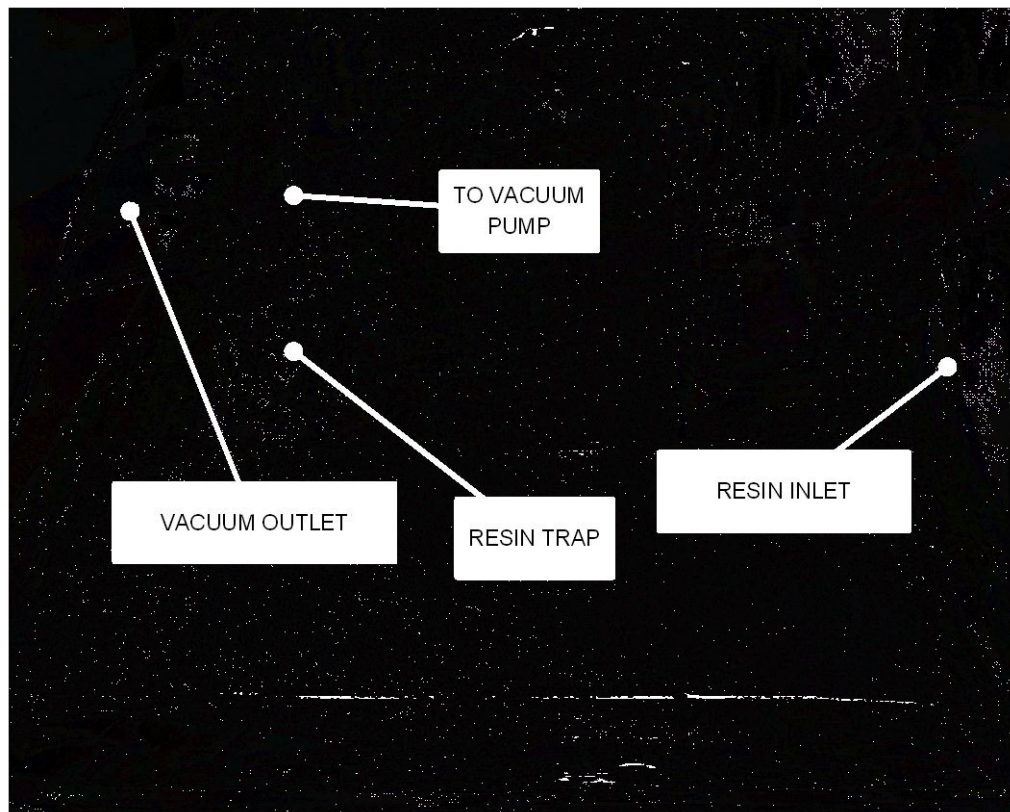 TO VACUUM
PUMP
VACUUM OUTLET
RESIN TRAP
RESIN INLET